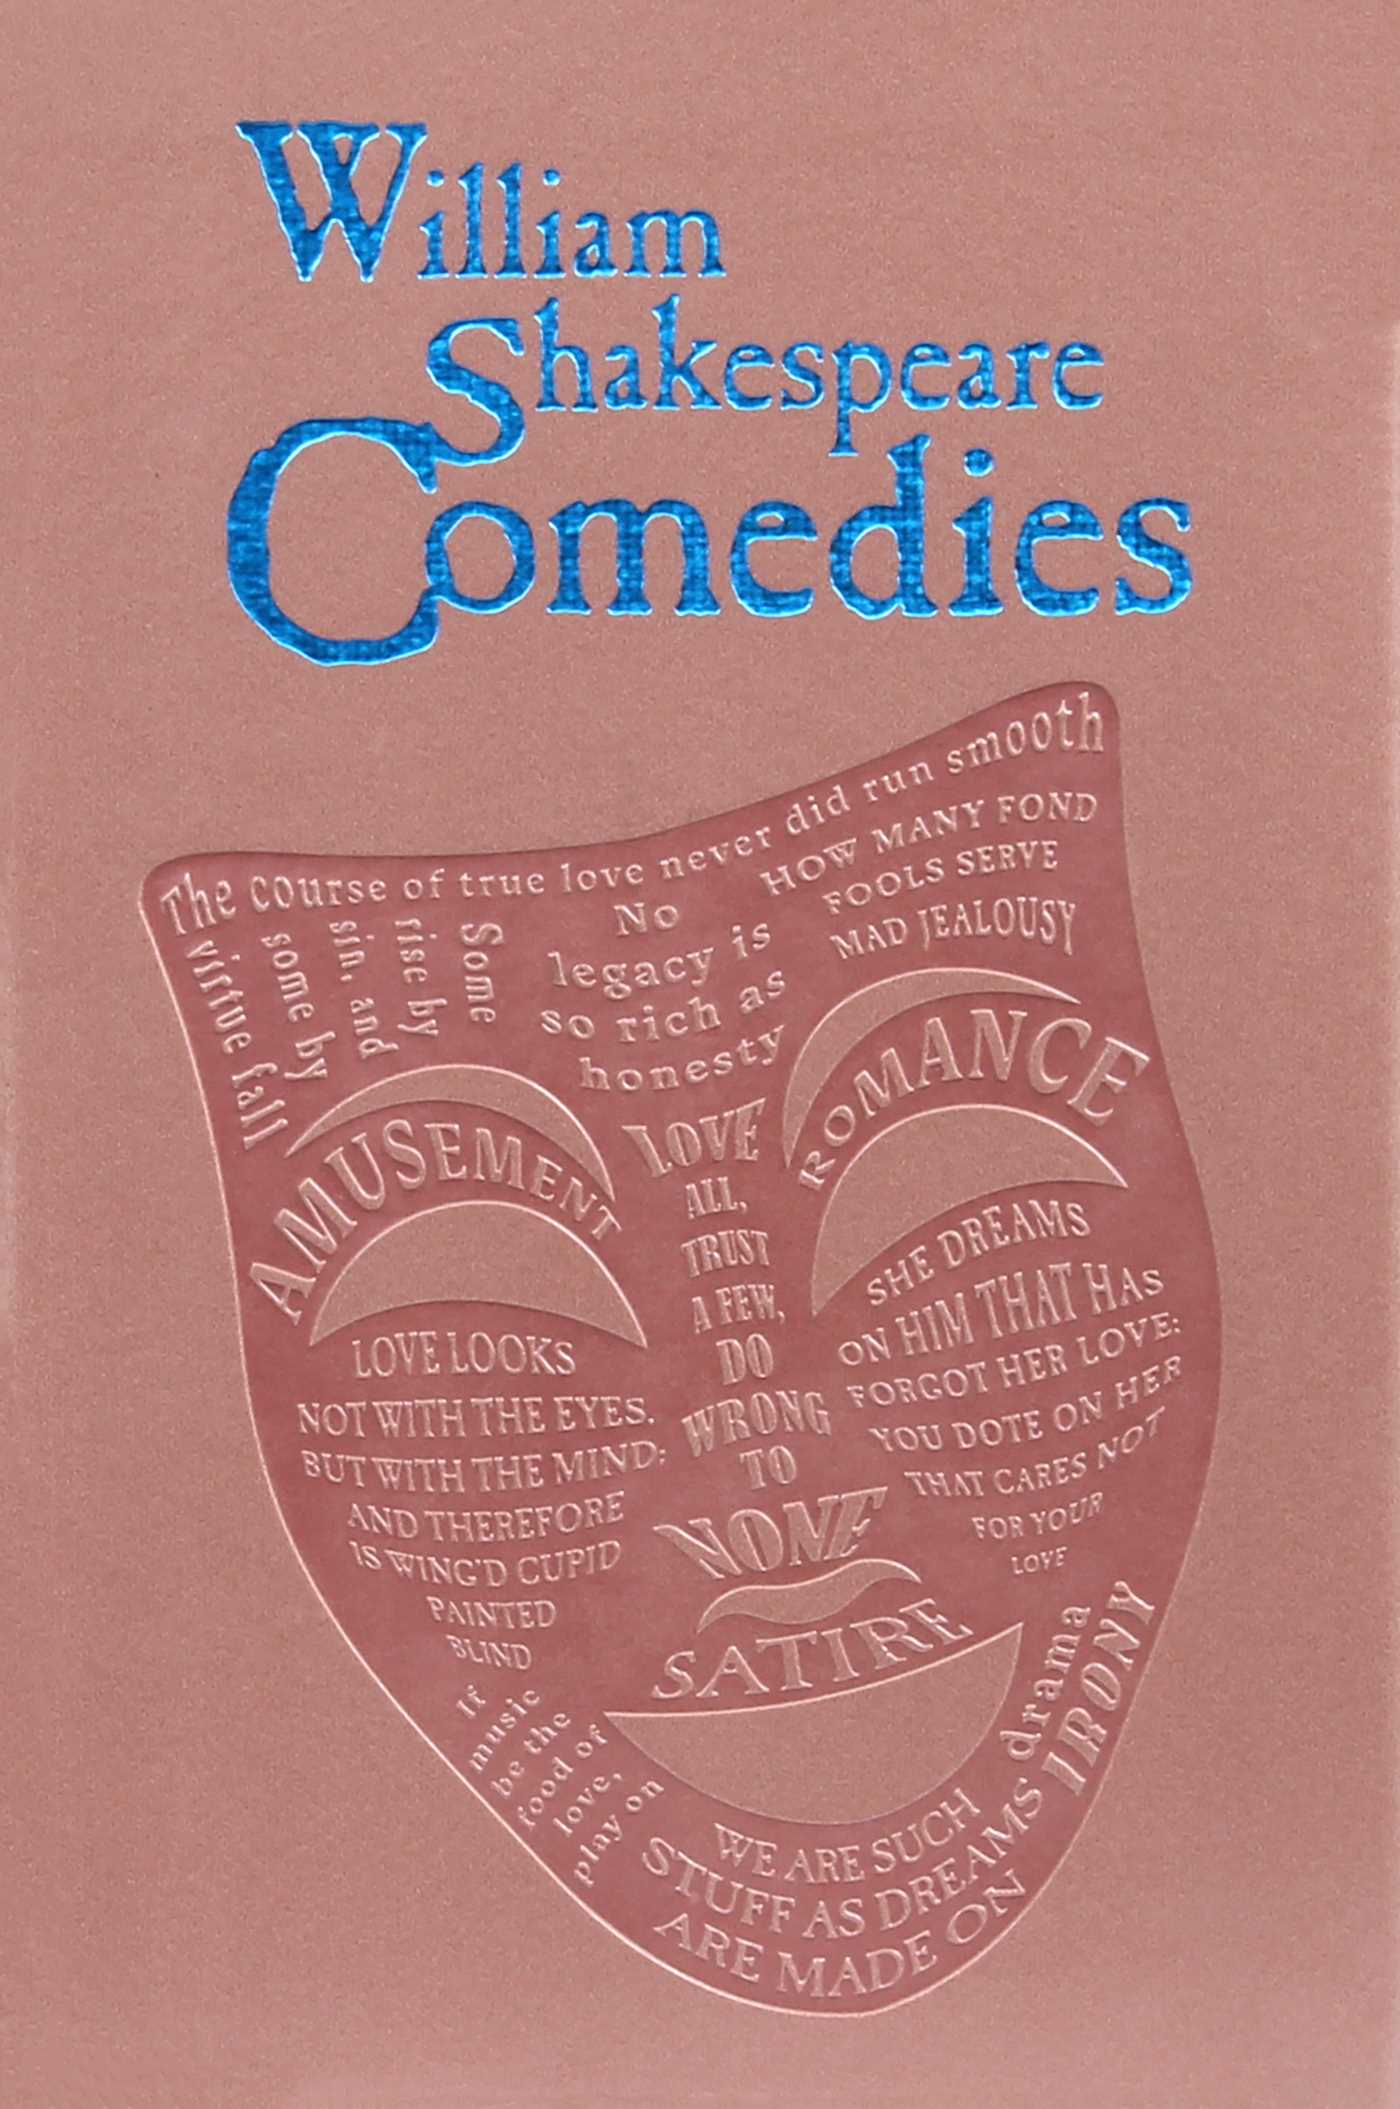 William
Shakespeare
Comedies
The course of true love never did run smooth
HOW MANY FOND
FOOLS SERVE
MAD JEALOUSY
No
legacy is
so rich as
honesty
Some
rise by
sin, and
some by
virtue fall
AMUSEMENT
ROMANCE
LOVE
ALL,
TRUST
A FEW,
DO
WRONG
TO
NONE
LOVE LOOKS
NOT WITH THE EYES,
BUT WITH THE MIND;
AND THEREFORE
IS WING'D CUPID
PAINTED
BLIND
SHE DREAMS
ON HIM THAT HAS
FORGOT HER LOVE;
YOU DOTE ON HER
THAT CARES NOT
FOR YOUR
LOVE
SATIRE
If
music
be the
food of
love,
play on
drama
IRONY
WE ARE SUCH
STUFF AS DREAMS
ARE MADE ON